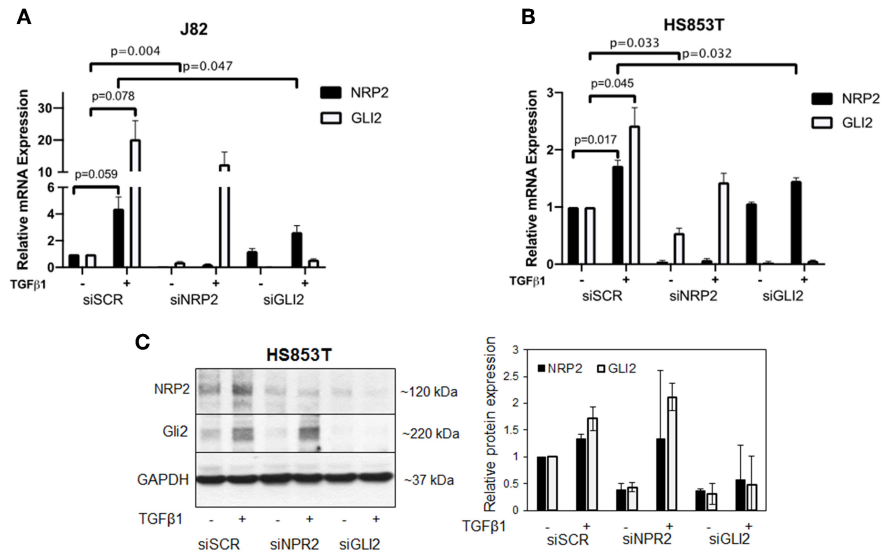 A
J82
p=0.004
p=0.047
p=0.078
p=0.059
NRP2
GLI2
Relative mRNA Expression
30
20
10
6
4
2
0
TGFβ1 - + - + - +
siSCR siNRP2 siGLI2
B
HS853T
p=0.033
p=0.032
p=0.045
p=0.017
NRP2
GLI2
Relative mRNA Expression
3
2
1
0
TGFβ1 - + - + - +
siSCR siNRP2 siGLI2
C
HS853T
NRP2 ~120 kDa
Gli2 ~220 kDa
GAPDH ~37 kDa
TGFβ1 - + - + - +
siSCR siNPR2 siGLI2
NRP2 GLI2
Relative protein expression
3
2.5
2
1.5
1
0.5
0
TGFβ1 - + - + - +
siSCR siNPR2 siGLI2